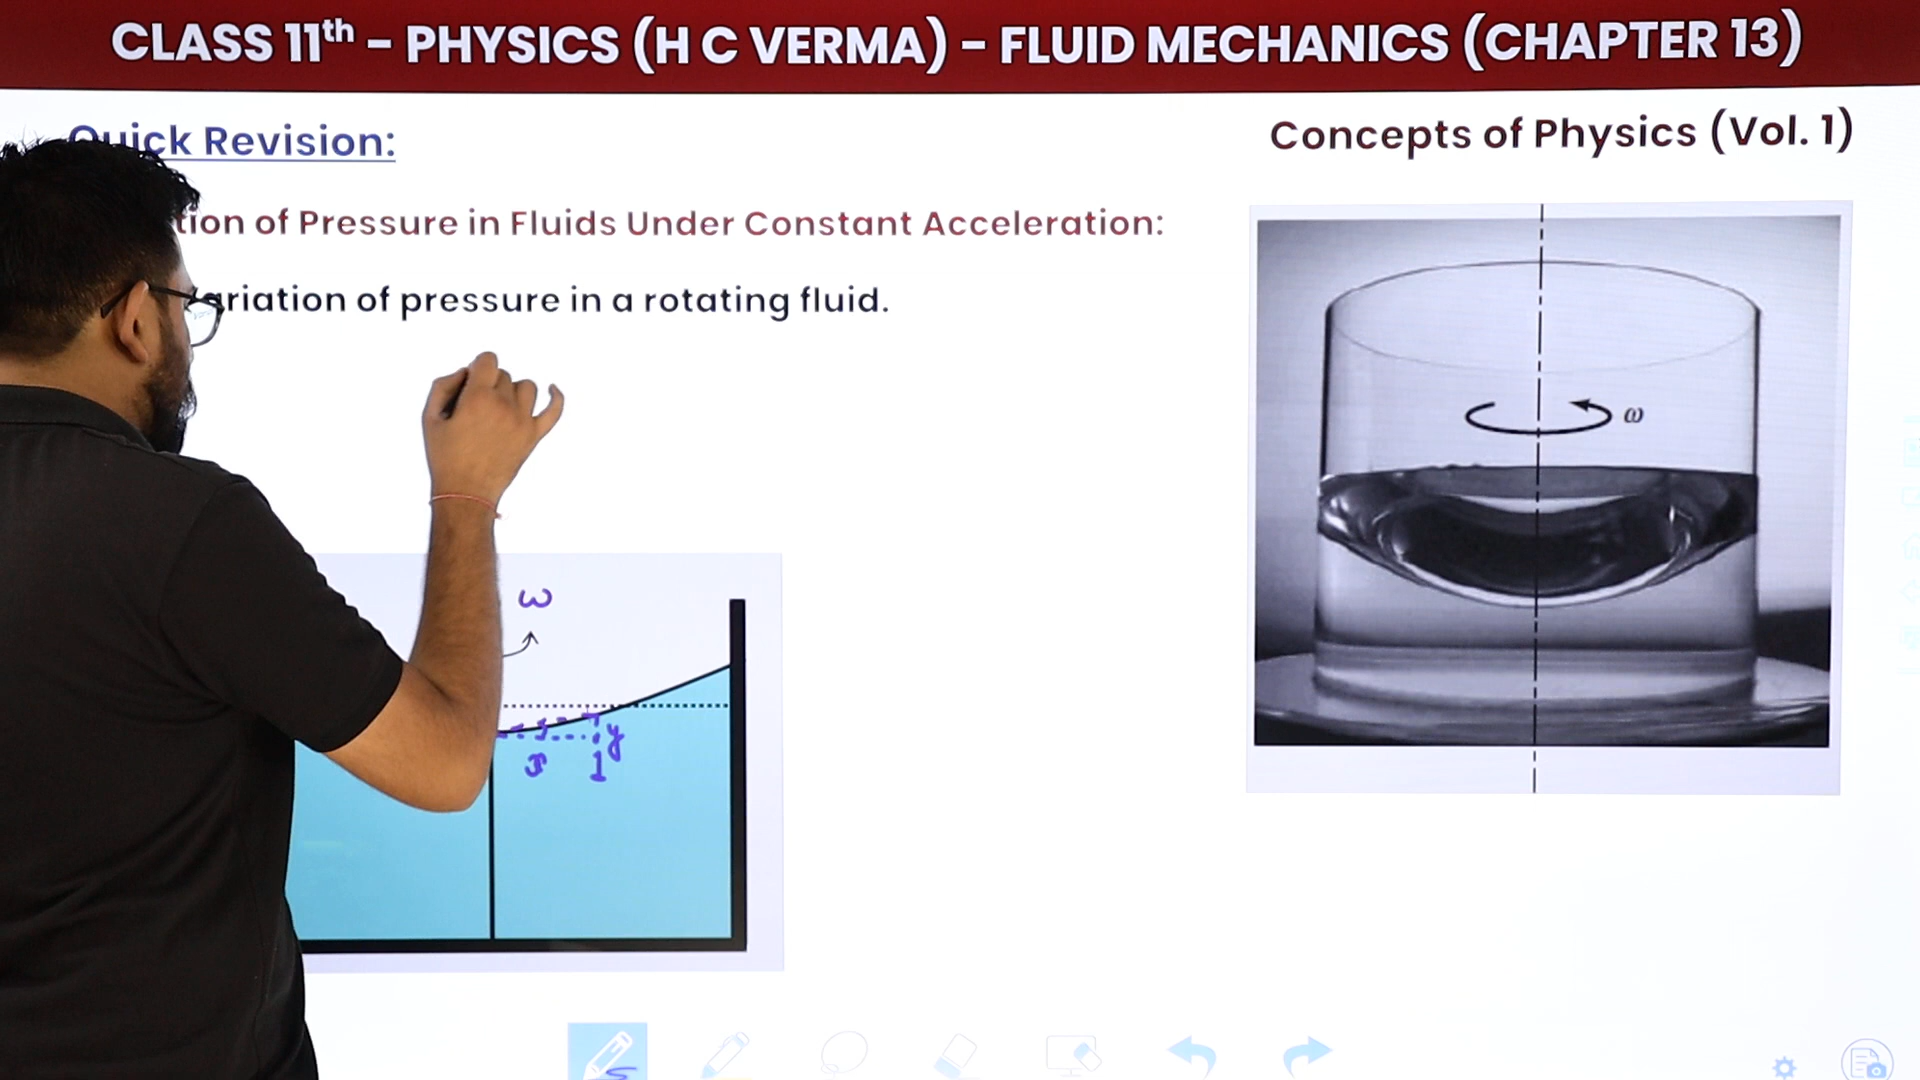 CLASS 11th - PHYSICS (H C VERMA) - FLUID MECHANICS (CHAPTER 13)
Quick Revision:
Concepts of Physics (Vol. 1)
tion of Pressure in Fluids Under Constant Acceleration:
ariation of pressure in a rotating fluid.
ω
ω
y
x